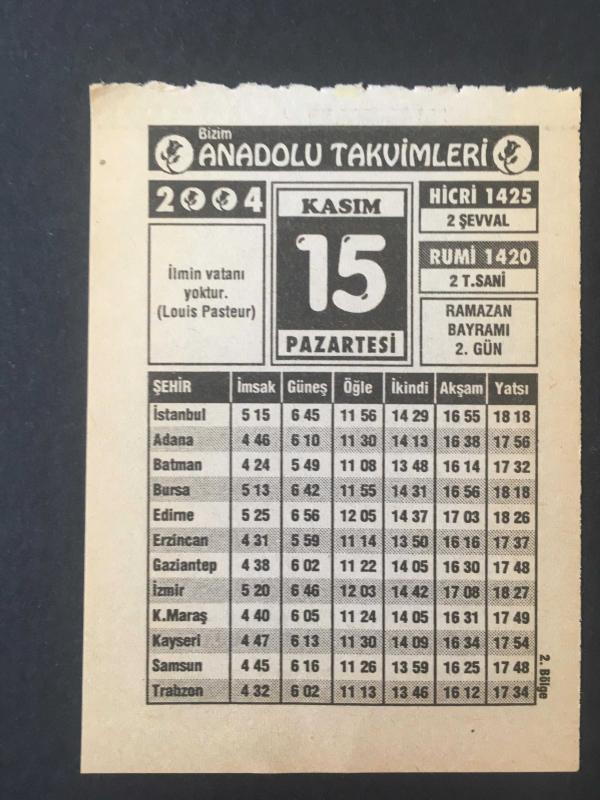 Bizim
ANADOLU TAKVİMLERİ
2004
KASIM
15
PAZARTESİ
HİCRİ 1425
2 ŞEVVAL
RUMİ 1420
2 T.SANİ
RAMAZAN
BAYRAMI
2. GÜN
İlmin vatanı
yoktur.
(Louis Pasteur)
ŞEHİR İmsak Güneş Öğle İkindi Akşam Yatsı
İstanbul 5 15 6 45 11 56 14 29 16 55 18 18
Adana 4 46 6 10 11 30 14 13 16 38 17 56
Batman 4 24 5 49 11 08 13 48 16 14 17 32
Bursa 5 13 6 42 11 55 14 31 16 56 18 18
Edirne 5 25 6 56 12 05 14 37 17 03 18 26
Erzincan 4 31 5 59 11 14 13 50 16 16 17 37
Gaziantep 4 38 6 02 11 22 14 05 16 30 17 48
İzmir 5 20 6 46 12 03 14 42 17 08 18 27
K.Maraş 4 40 6 05 11 24 14 05 16 31 17 49
Kayseri 4 47 6 13 11 30 14 09 16 34 17 54
Samsun 4 45 6 16 11 26 13 59 16 25 17 48
Trabzon 4 32 6 02 11 13 13 46 16 12 17 34
2. Bölge